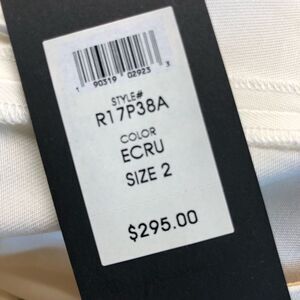 1 90319 02923 3
STYLE#
R17P38A
COLOR
ECRU
SIZE 2
$295.00